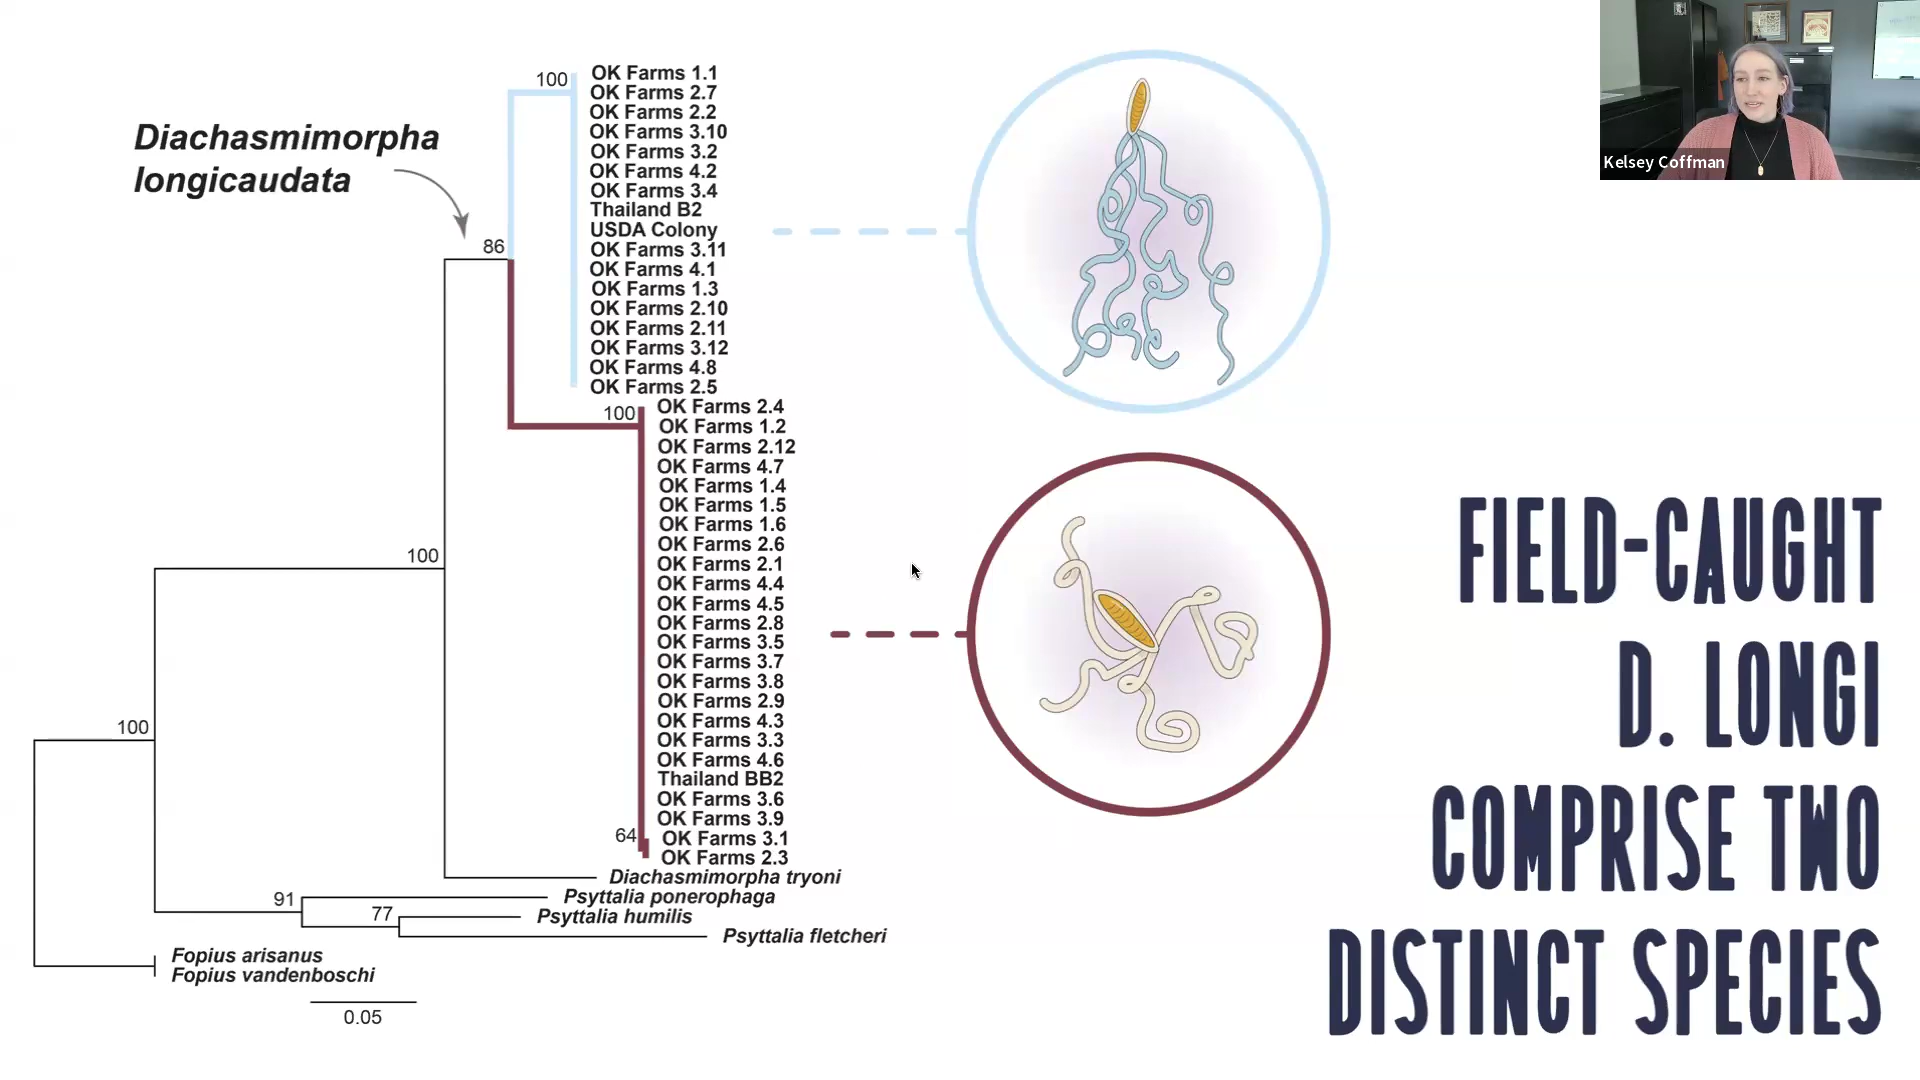 Diachasmimorpha
longicaudata
100
OK Farms 1.1
OK Farms 2.7
OK Farms 2.2
OK Farms 3.10
OK Farms 3.2
OK Farms 4.2
OK Farms 3.4
Thailand B2
USDA Colony
86
OK Farms 3.11
OK Farms 4.1
OK Farms 1.3
OK Farms 2.10
OK Farms 2.11
OK Farms 3.12
OK Farms 4.8
OK Farms 2.5
100
OK Farms 2.4
OK Farms 1.2
OK Farms 2.12
OK Farms 4.7
OK Farms 1.4
OK Farms 1.5
OK Farms 1.6
OK Farms 2.6
100
OK Farms 2.1
OK Farms 4.4
OK Farms 4.5
OK Farms 2.8
OK Farms 3.5
OK Farms 3.7
OK Farms 3.8
OK Farms 2.9
OK Farms 4.3
100
OK Farms 3.3
OK Farms 4.6
Thailand BB2
OK Farms 3.6
OK Farms 3.9
64
OK Farms 3.1
OK Farms 2.3
Diachasmimorpha tryoni
91
Psyttalia ponerophaga
77
Psyttalia humilis
Psyttalia fletcheri
Fopius arisanus
Fopius vandenboschi
0.05
Kelsey Coffman
FIELD-CAUGHT
D. LONGI
COMPRISE TWO
DISTINCT SPECIES